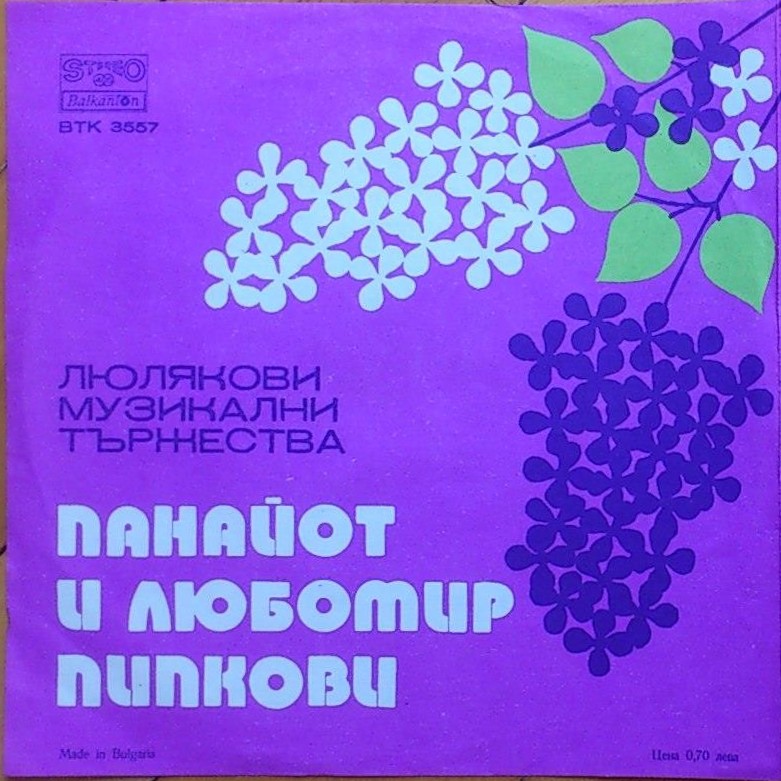 STEREO
Balkanton
ВТК 3557
ЛЮЛЯКОВИ
МУЗИКАЛНИ
ТЪРЖЕСТВА
ПАНАЙОТ
И ЛЮБОМИР
ПИПКОВИ
Made in Bulgaria
Цена 0,70 лева